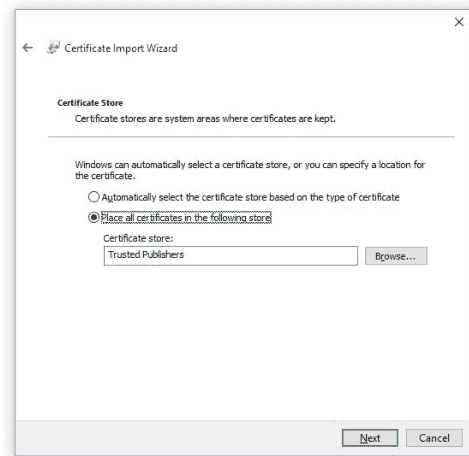 Certificate Import Wizard
Certificate Store
Certificate stores are system areas where certificates are kept.
Windows can automatically select a certificate store, or you can specify a location for
the certificate.
Automatically select the certificate store based on the type of certificate
Place all certificates in the following store
Certificate store:
Trusted Publishers
Browse...
Next
Cancel